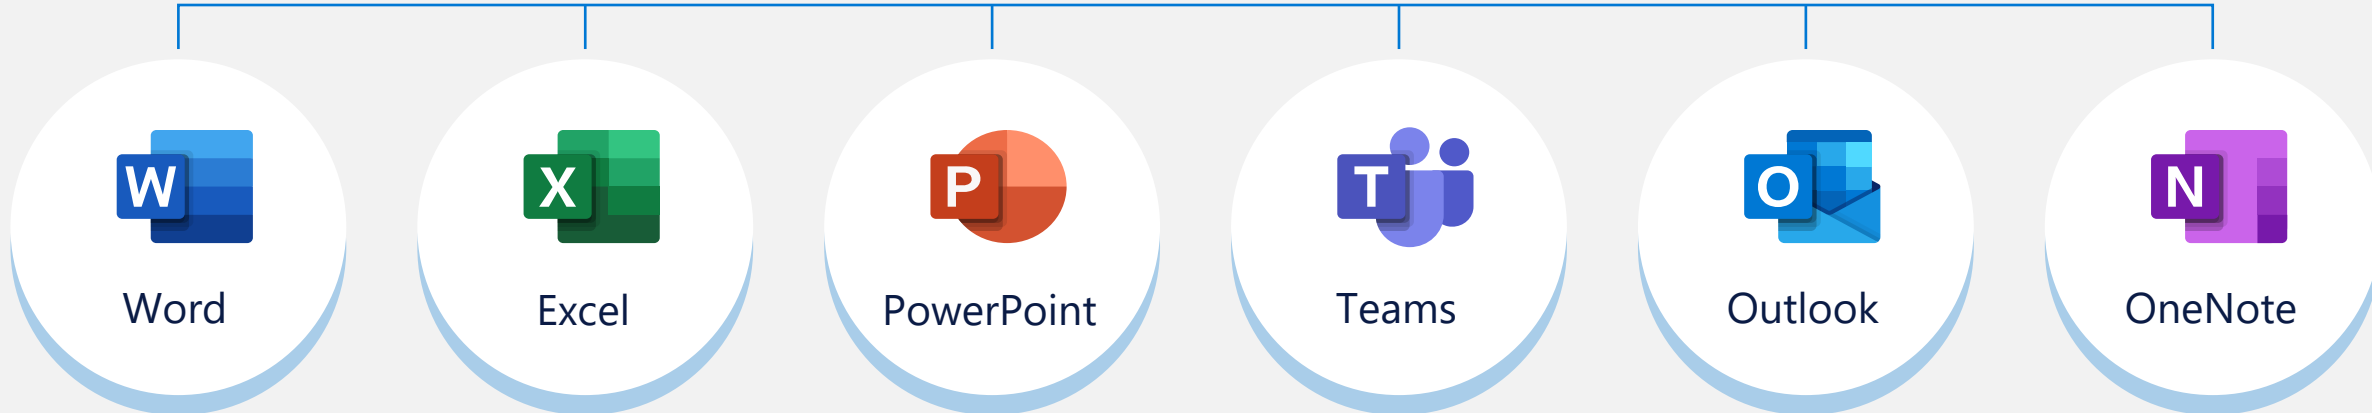 W
X
P
T
O
N
Word
Excel
PowerPoint
Teams
Outlook
OneNote